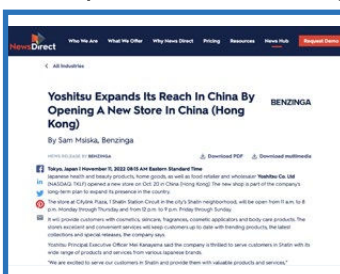 NewsDirect
Who We Are What We Offer Why News Direct Pricing Resources News Hub Request Demo
All Industries
Yoshitsu Expands Its Reach In China By
Opening A New Store In China (Hong
Kong)
BENZINGA
By Sam Msiska, Benzinga
NEWS RELEASE BY BENZINGA
Download PDF Download multimedia
Tokyo, Japan | November 11, 2022 08:15 AM Eastern Standard Time
Japanese health and beauty products, home goods, as well as food retailer and wholesaler Yoshitsu Co. Ltd
(NASDAQ: TKLF) opened a new store on Oct 20 in China (Hong Kong). The new shop is part of the company's
long-term plan to expand its presence in the country.
The store at Citylink Plaza, 1 Shatin Station Circuit in the city's Shatin neighborhood, will be open from 11 a.m. to 8
p.m. Monday through Thursday and from 12 p.m. to 9 p.m. Friday through Sunday.
It will provide customers with cosmetics, skincare, fragrances, cosmetic applicators and body-care products. The
store's excellent and convenient services will keep customers up to date with trending products, the latest
collections and special releases, the company says.
Yoshitsu Principal Executive Officer Mei Kanayama said the company is thrilled to serve customers in Shatin with its
wide range of products and services from various Japanese brands.
"We are excited to serve our customers in Shatin and provide them with valuable products and services,"